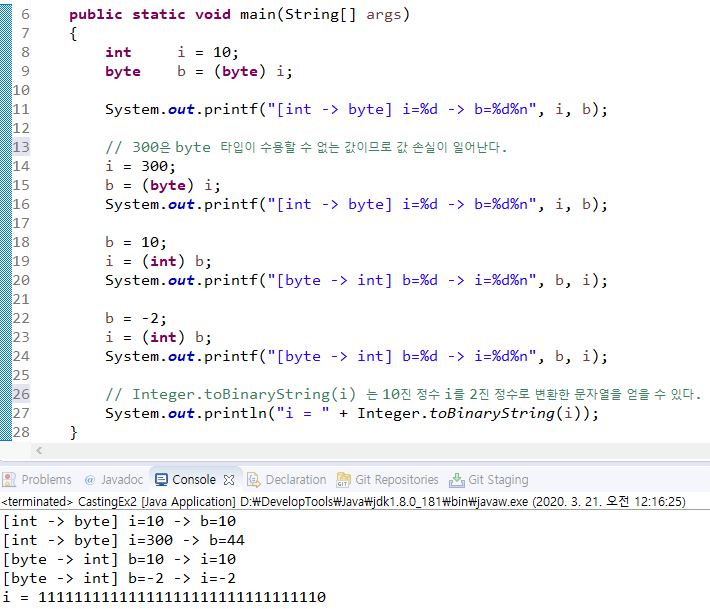 6 public static void main(String[] args)
7 {
8 int i = 10;
9 byte b = (byte) i;
10
11 System.out.printf("[int -> byte] i=%d -> b=%d%n", i, b);
12
13 // 300은 byte 타입이 수용할 수 없는 값이므로 값 손실이 일어난다.
14 i = 300;
15 b = (byte) i;
16 System.out.printf("[int -> byte] i=%d -> b=%d%n", i, b);
17
18 b = 10;
19 i = (int) b;
20 System.out.printf("[byte -> int] b=%d -> i=%d%n", b, i);
21
22 b = -2;
23 i = (int) b;
24 System.out.printf("[byte -> int] b=%d -> i=%d%n", b, i);
25
26 // Integer.toBinaryString(i) 는 10진 정수 i를 2진 정수로 변환한 문자열을 얻을 수 있다.
27 System.out.println("i = " + Integer.toBinaryString(i));
28 }
Problems @ Javadoc Console Declaration Git Repositories Git Staging
<terminated> CastingEx2 [Java Application] D:₩DevelopTools₩Java₩jdk1.8.0_181₩bin₩javaw.exe (2020. 3. 21. 오전 12:16:25)
[int -> byte] i=10 -> b=10
[int -> byte] i=300 -> b=44
[byte -> int] b=10 -> i=10
[byte -> int] b=-2 -> i=-2
i = 11111111111111111111111111111110